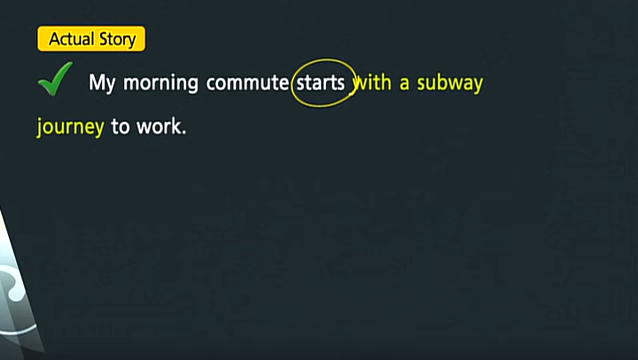 Actual Story
My morning commute starts with a subway
journey to work.